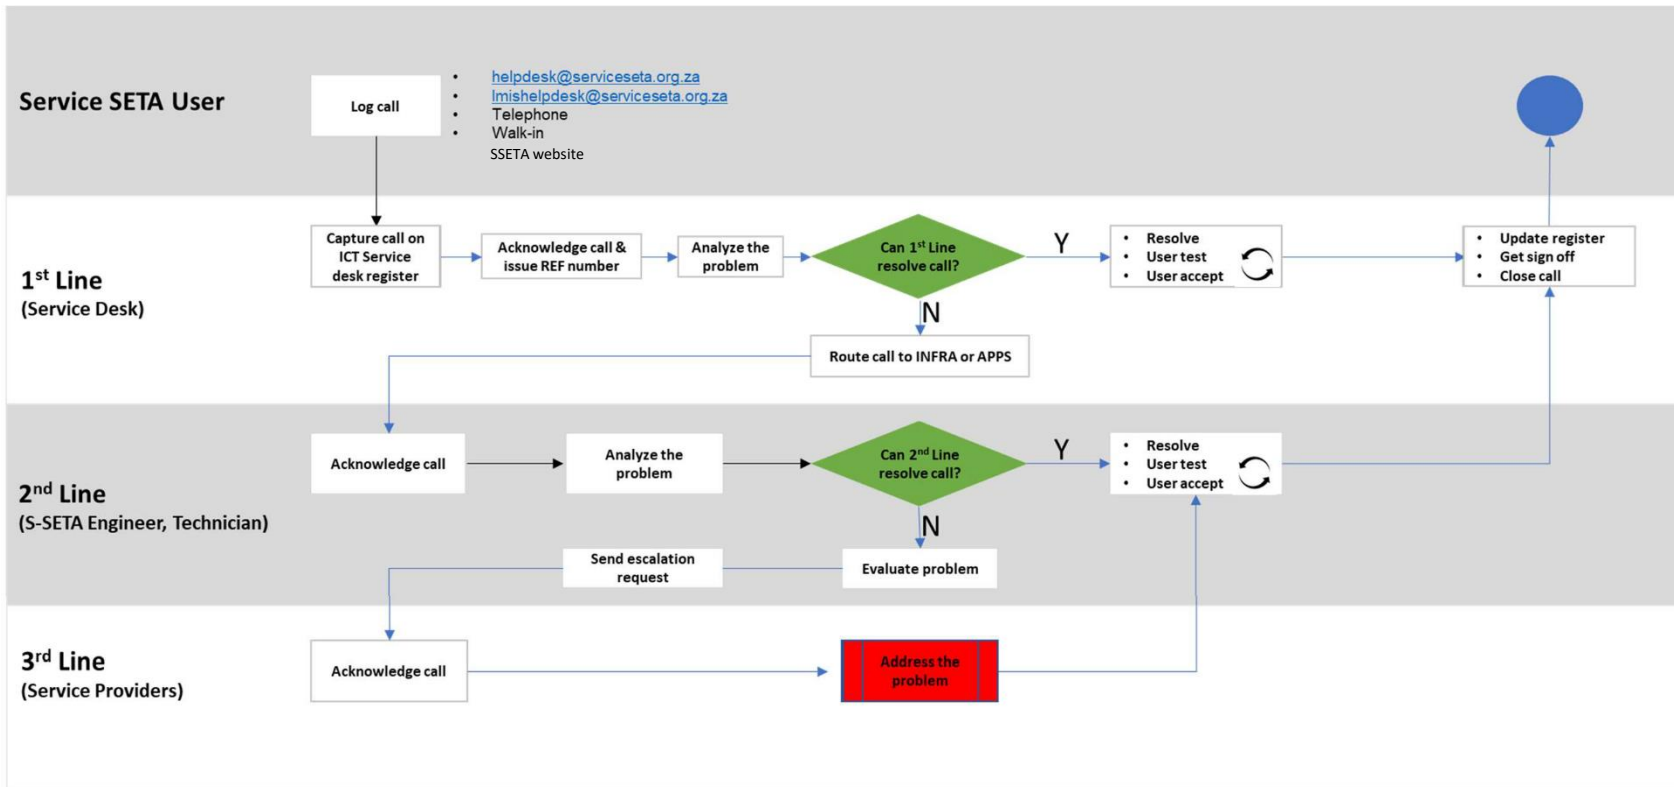 Service SETA User
Log call
• helpdesk@serviceseta.org.za
• lmishelpdesk@serviceseta.org.za
• Telephone
• Walk-in
SSETA website
1st Line
(Service Desk)
Capture call on
ICT Service
desk register
Acknowledge call &
issue REF number
Analyze the
problem
Can 1st Line
resolve call?
Y
• Resolve
• User test
• User accept
• Update register
• Get sign off
• Close call
N
Route call to INFRA or APPS
2nd Line
(S-SETA Engineer, Technician)
Acknowledge call
Analyze the
problem
Can 2nd Line
resolve call?
Y
• Resolve
• User test
• User accept
N
Send escalation
request
Evaluate problem
3rd Line
(Service Providers)
Acknowledge call
Address the
problem